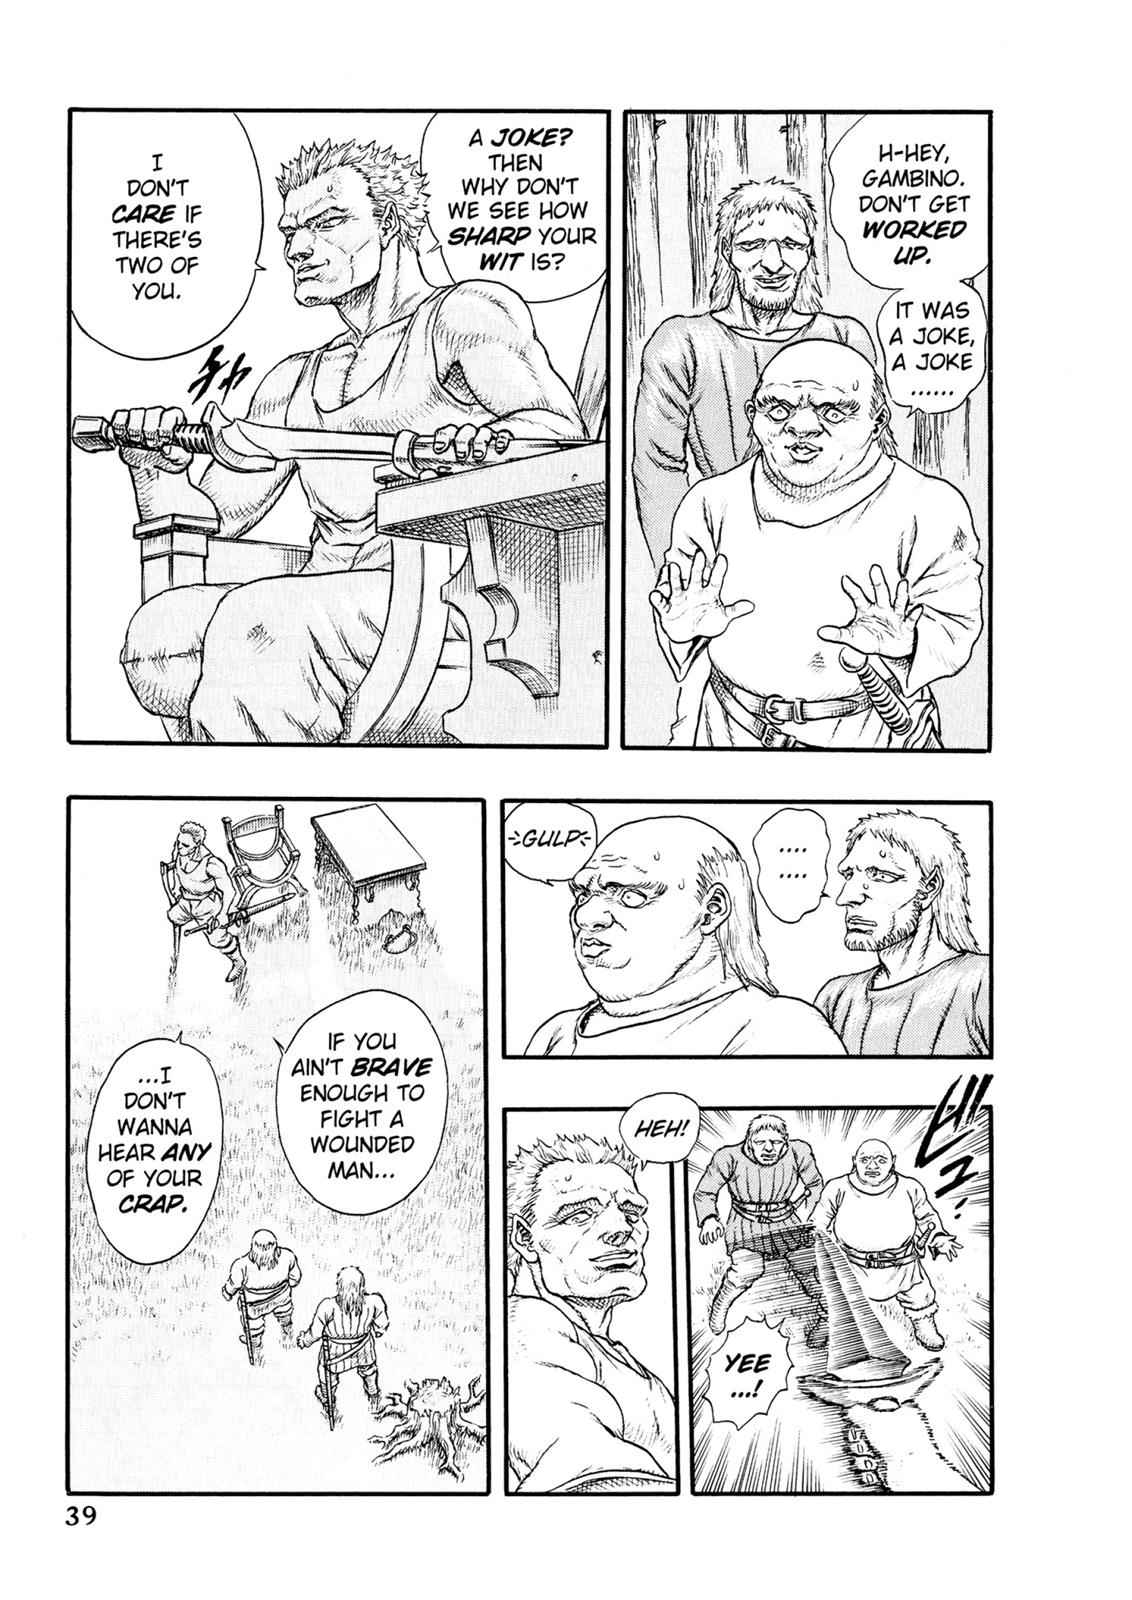 H-HEY,
GAMBINO.
DON'T GET
WORKED
UP.
IT WAS
A JOKE,
A JOKE
......
A JOKE?
THEN
WHY DON'T
WE SEE HOW
SHARP YOUR
WIT IS?
I
DON'T
CARE IF
THERE'S
TWO OF
YOU.
チャ
....
....
GULP
YEE
...!
HEH!
IF YOU
AIN'T BRAVE
ENOUGH TO
FIGHT A
WOUNDED
MAN...
...I
DON'T
WANNA
HEAR ANY
OF YOUR
CRAP.
39